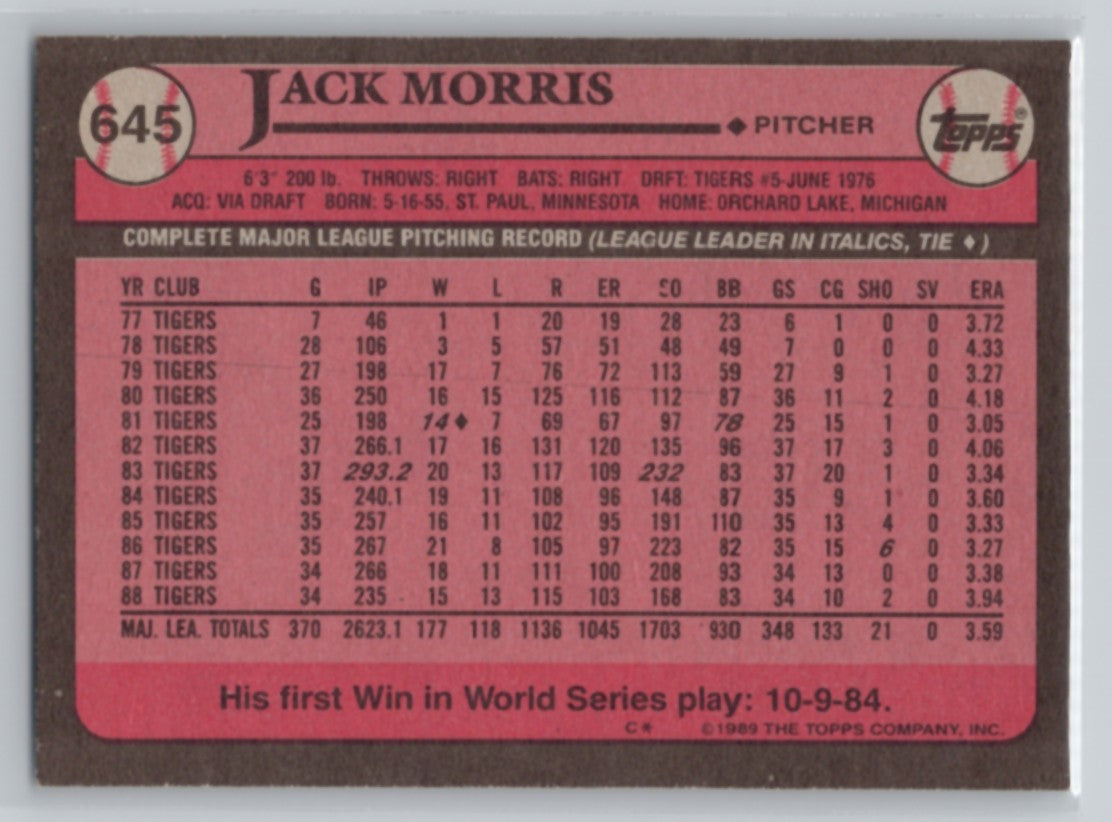 645
JACK MORRIS
◆ PITCHER
TOPPS®
6'3" 200 lb. THROWS: RIGHT BATS: RIGHT DRFT: TIGERS #5-JUNE 1976
ACQ: VIA DRAFT BORN: 5-16-55, ST. PAUL, MINNESOTA HOME: ORCHARD LAKE, MICHIGAN
COMPLETE MAJOR LEAGUE PITCHING RECORD (LEAGUE LEADER IN ITALICS, TIE ♦)
YR CLUB G IP W L R ER SO BB GS CG SHO SV ERA
77 TIGERS 7 46 1 1 20 19 28 23 6 1 0 0 3.72
78 TIGERS 28 106 3 5 57 51 48 49 7 0 0 0 4.33
79 TIGERS 27 198 17 7 76 72 113 59 27 9 1 0 3.27
80 TIGERS 36 250 16 15 125 116 112 87 36 11 2 0 4.18
81 TIGERS 25 198 14♦ 7 69 67 97 78 25 15 1 0 3.05
82 TIGERS 37 266.1 17 16 131 120 135 96 37 17 3 0 4.06
83 TIGERS 37 293.2 20 13 117 109 232 83 37 20 1 0 3.34
84 TIGERS 35 240.1 19 11 108 96 148 87 35 9 1 0 3.60
85 TIGERS 35 257 16 11 102 95 191 110 35 13 4 0 3.33
86 TIGERS 35 267 21 8 105 97 223 82 35 15 6 0 3.27
87 TIGERS 34 266 18 11 111 100 208 93 34 13 0 0 3.38
88 TIGERS 34 235 15 13 115 103 168 83 34 10 2 0 3.94
MAJ. LEA. TOTALS 370 2623.1 177 118 1136 1045 1703 930 348 133 21 0 3.59
His first Win in World Series play: 10-9-84.
C* ©1989 THE TOPPS COMPANY, INC.